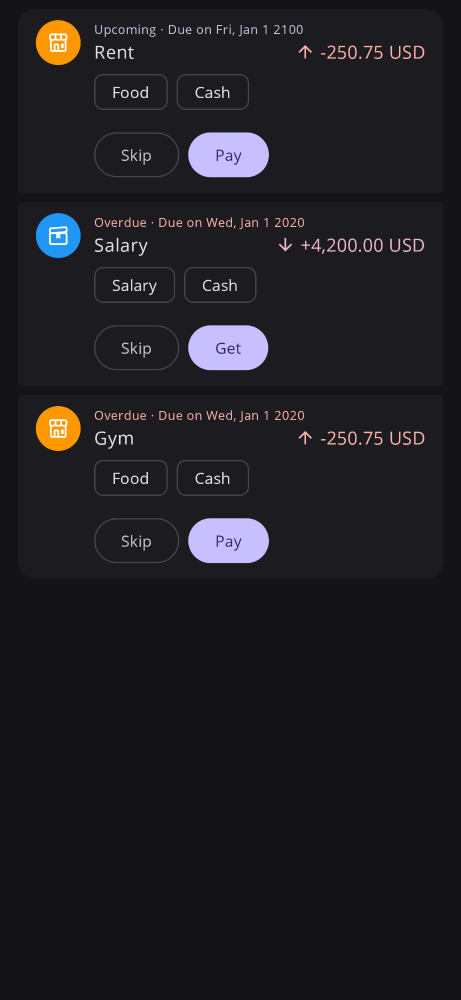 Upcoming · Due on Fri, Jan 1 2100
Rent
-250.75 USD
Food
Cash
Skip
Pay
Overdue · Due on Wed, Jan 1 2020
Salary
+4,200.00 USD
Salary
Cash
Skip
Get
Overdue · Due on Wed, Jan 1 2020
Gym
-250.75 USD
Food
Cash
Skip
Pay